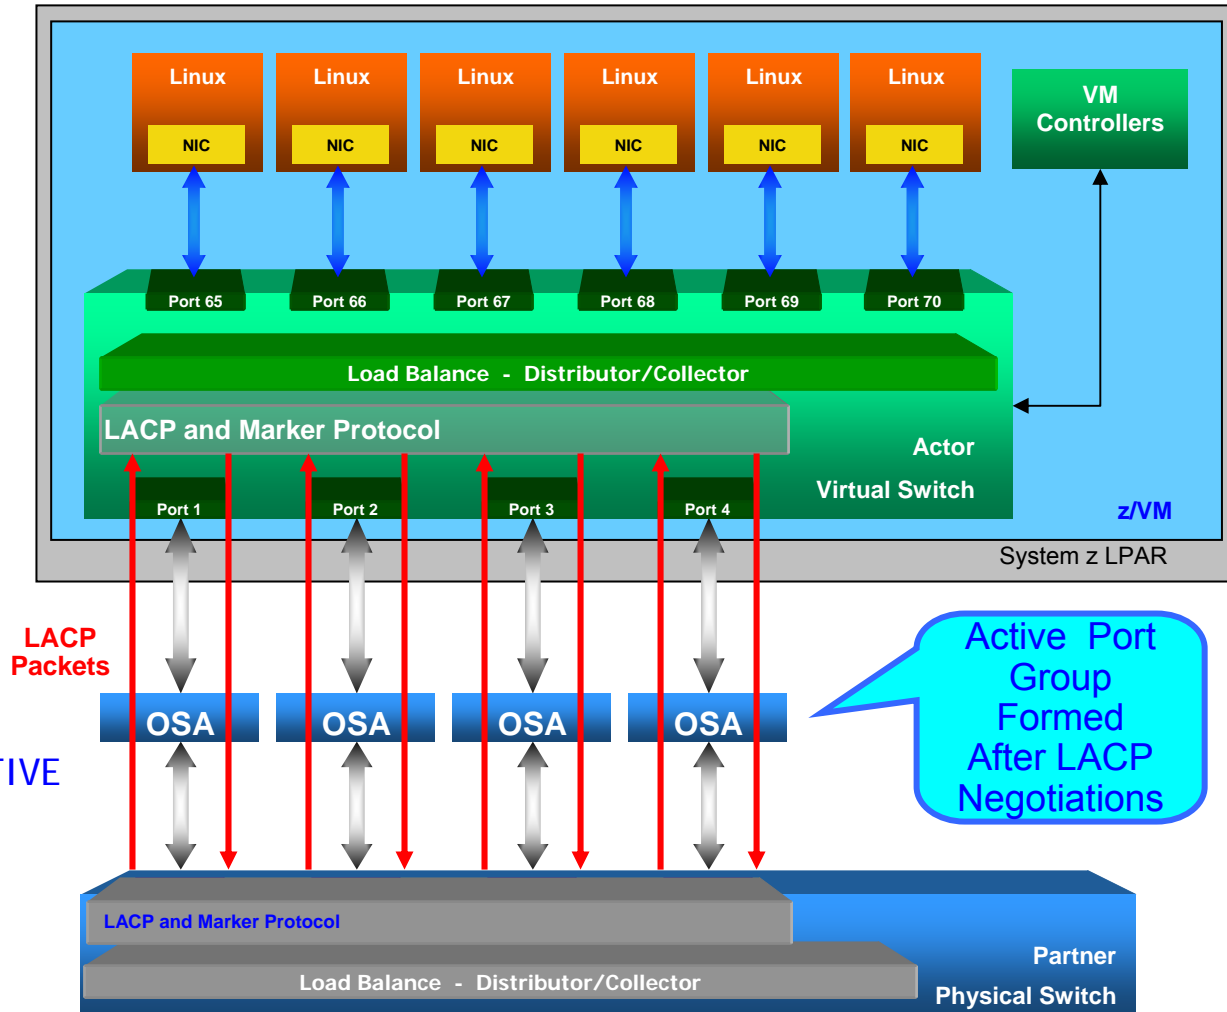 Linux
Linux
Linux
Linux
Linux
Linux
NIC
NIC
NIC
NIC
NIC
NIC
VM
Controllers
Port 65
Port 66
Port 67
Port 68
Port 69
Port 70
Load Balance - Distributor/Collector
LACP and Marker Protocol
Actor
Virtual Switch
Port 1
Port 2
Port 3
Port 4
z/VM
System z LPAR
LACP
Packets
OSA
OSA
OSA
OSA
TIVE
Active Port
Group
Formed
After LACP
Negotiations
LACP and Marker Protocol
Load Balance - Distributor/Collector
Partner
Physical Switch